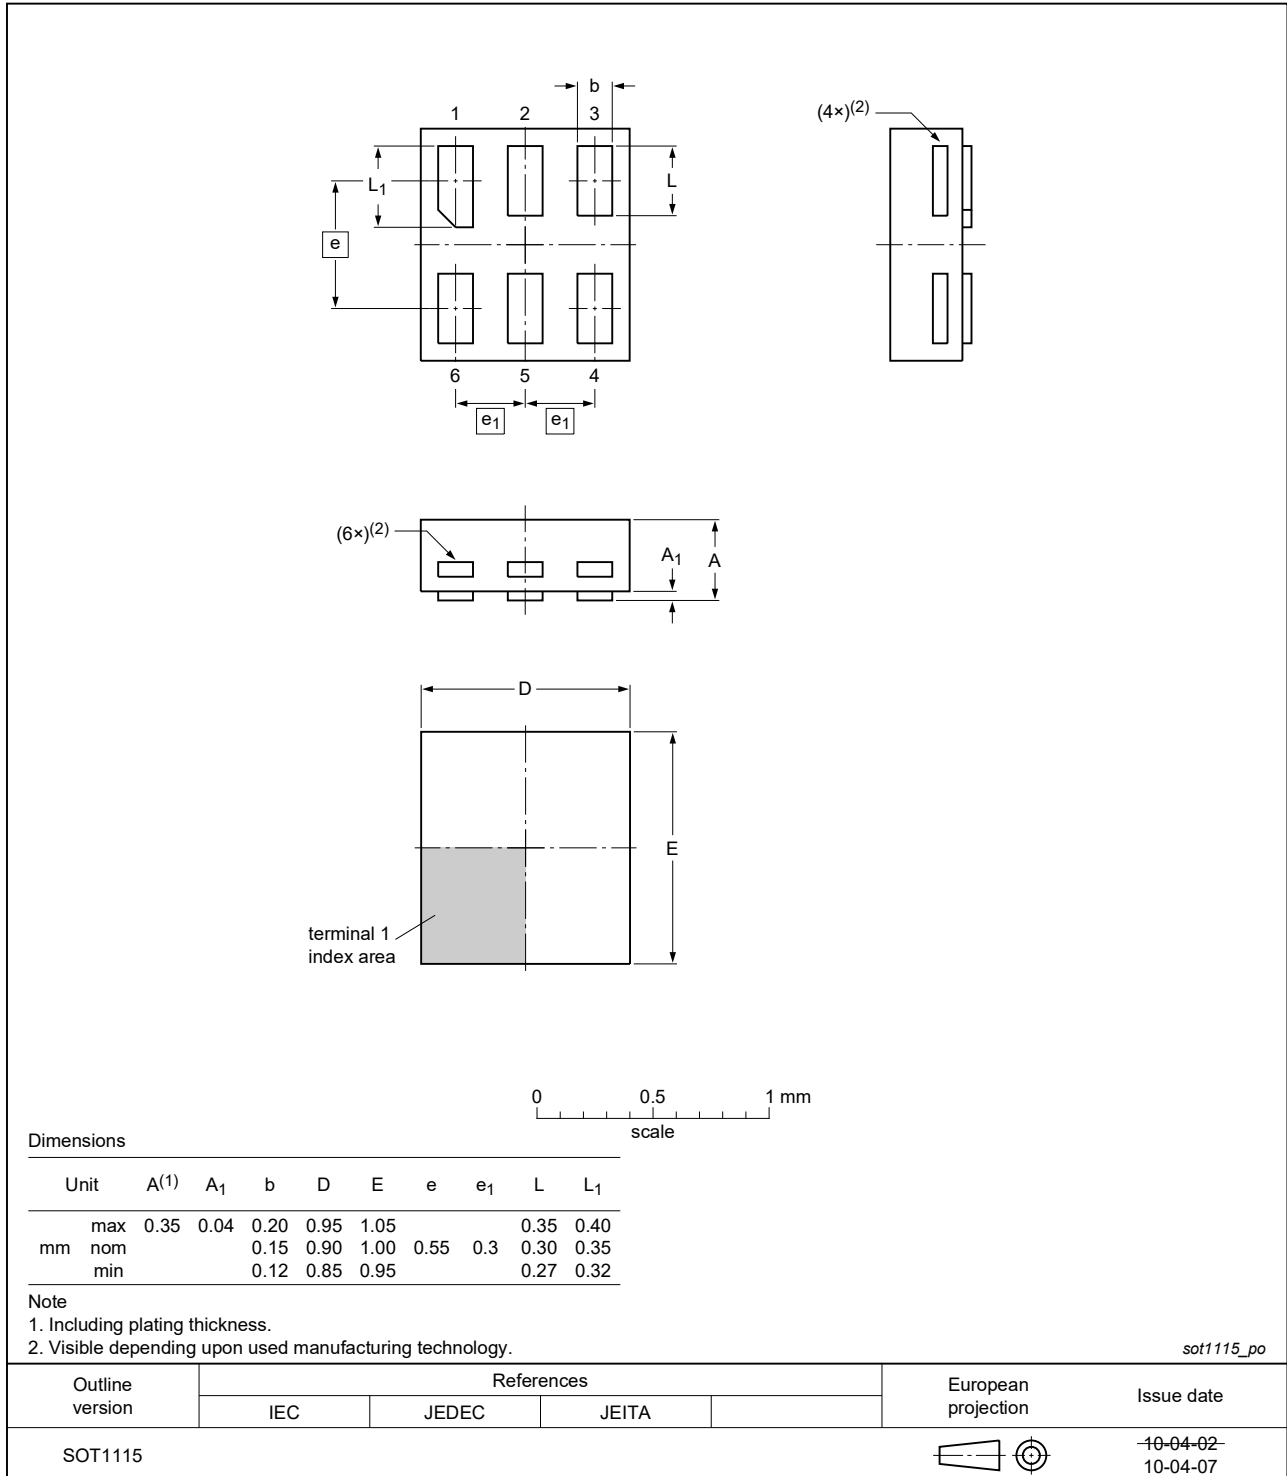 b
1 2 3
(4×)(2)
L1
L
e
6 5 4
e1 e1
(6×)(2)
A1 A
D
E
terminal 1
index area
0 0.5 1 mm
scale
Dimensions
Unit A(1) A1 b D E e e1 L L1
max 0.35 0.04 0.20 0.95 1.05 0.35 0.40
mm nom 0.15 0.90 1.00 0.55 0.3 0.30 0.35
min 0.12 0.85 0.95 0.27 0.32
Note
1. Including plating thickness.
2. Visible depending upon used manufacturing technology.
sot1115_po
Outline
version
References
IEC JEDEC JEITA
European
projection
Issue date
SOT1115
10-04-02
10-04-07